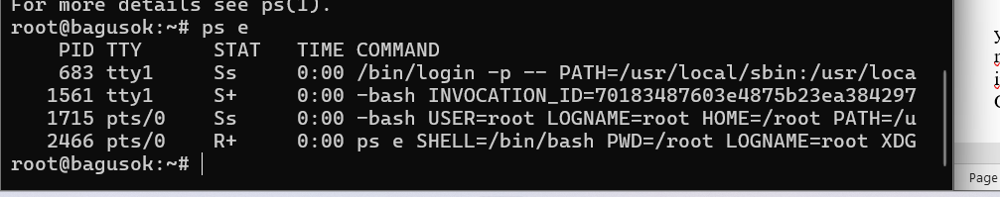 For more details see ps(1).
root@bagusok:~# ps e
    PID TTY      STAT   TIME COMMAND
    683 tty1     Ss     0:00 /bin/login -p -- PATH=/usr/local/sbin:/usr/loca
   1561 tty1     S+     0:00 -bash INVOCATION_ID=70183487603e4875b23ea384297
   1715 pts/0    Ss     0:00 -bash USER=root LOGNAME=root HOME=/root PATH=/u
   2466 pts/0    R+     0:00 ps e SHELL=/bin/bash PWD=/root LOGNAME=root XDG
root@bagusok:~#
Page